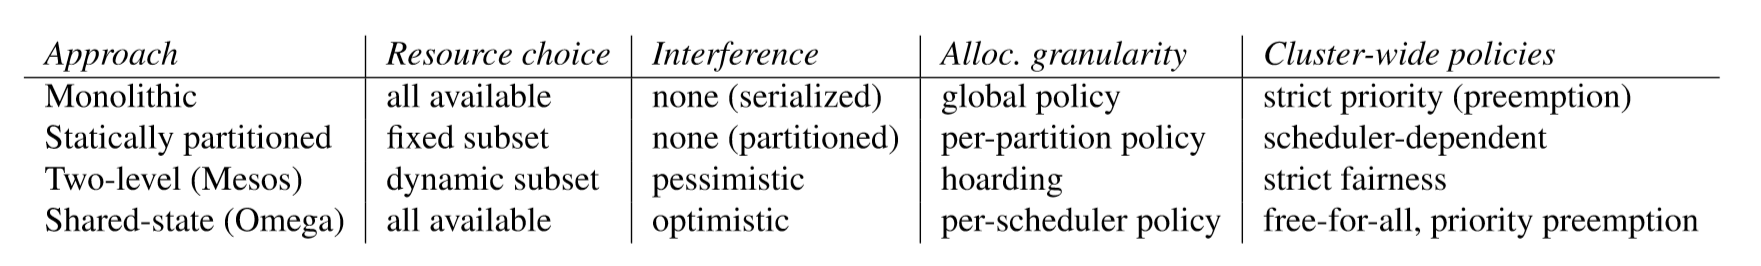 Approach Resource choice Interference Alloc. granularity Cluster-wide policies
Monolithic all available none (serialized) global policy strict priority (preemption)
Statically partitioned fixed subset none (partitioned) per-partition policy scheduler-dependent
Two-level (Mesos) dynamic subset pessimistic hoarding strict fairness
Shared-state (Omega) all available optimistic per-scheduler policy free-for-all, priority preemption